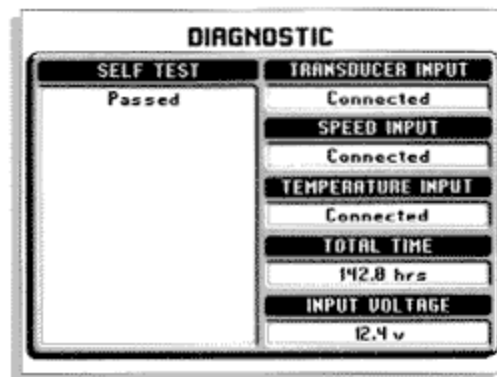 DIAGNOSTIC
SELF TEST
Passed
TRANSDUCER INPUT
Connected
SPEED INPUT
Connected
TEMPERATURE INPUT
Connected
TOTAL TIME
142.8 hrs
INPUT VOLTAGE
12.4 v